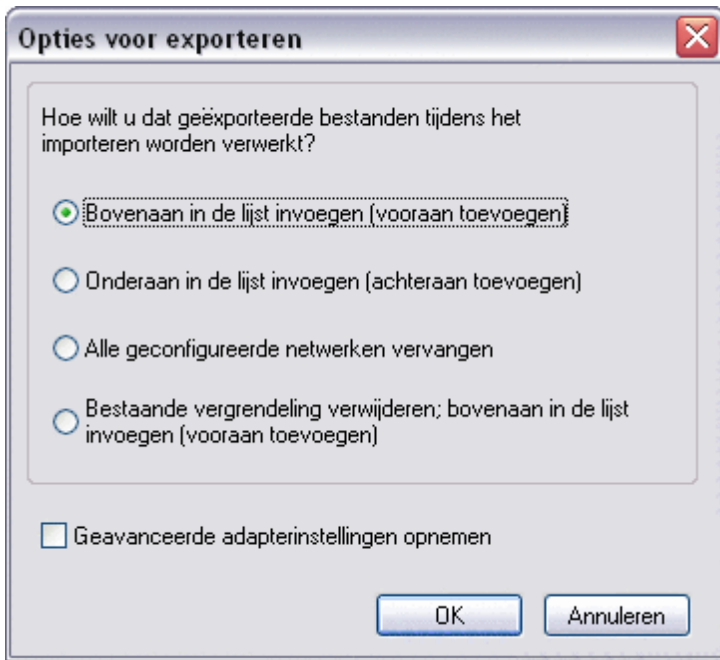 Opties voor exporteren
Hoe wilt u dat geëxporteerde bestanden tijdens het
importeren worden verwerkt?
Bovenaan in de lijst invoegen (vooraan toevoegen)
Onderaan in de lijst invoegen (achteraan toevoegen)
Alle geconfigureerde netwerken vervangen
Bestaande vergrendeling verwijderen; bovenaan in de lijst
invoegen (vooraan toevoegen)
Geavanceerde adapterinstellingen opnemen
OK
Annuleren